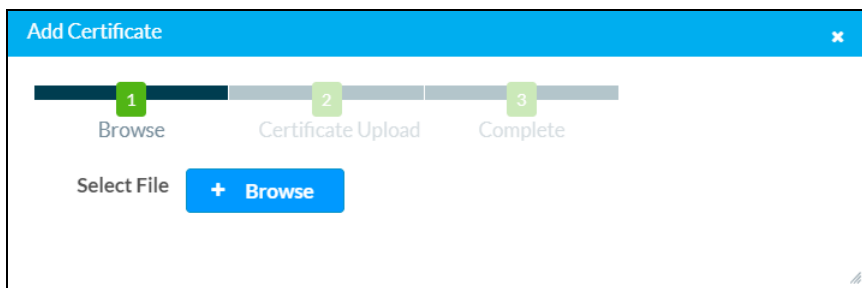 Add Certificate
1 2 3
Browse Certificate Upload Complete
Select File + Browse